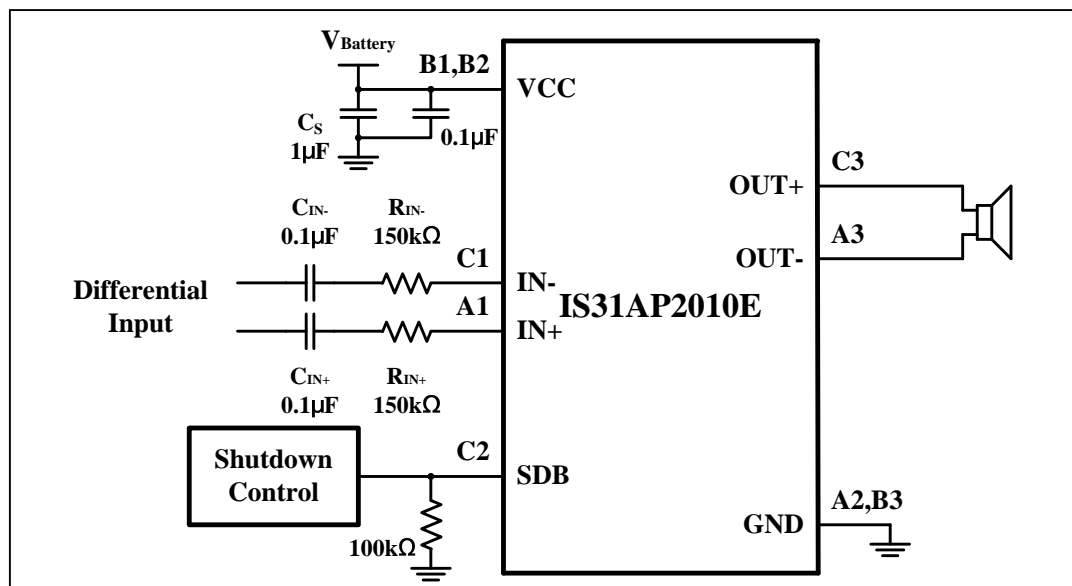 VBattery
B1,B2
VCC
CS
1µF
0.1µF
C3
OUT+
A3
OUT-
CIN-
0.1µF
RIN-
150kΩ
C1
IN-
Differential
Input
A1
IN+
IS31AP2010E
CIN+
0.1µF
RIN+
150kΩ
Shutdown
Control
C2
SDB
100kΩ
A2,B3
GND